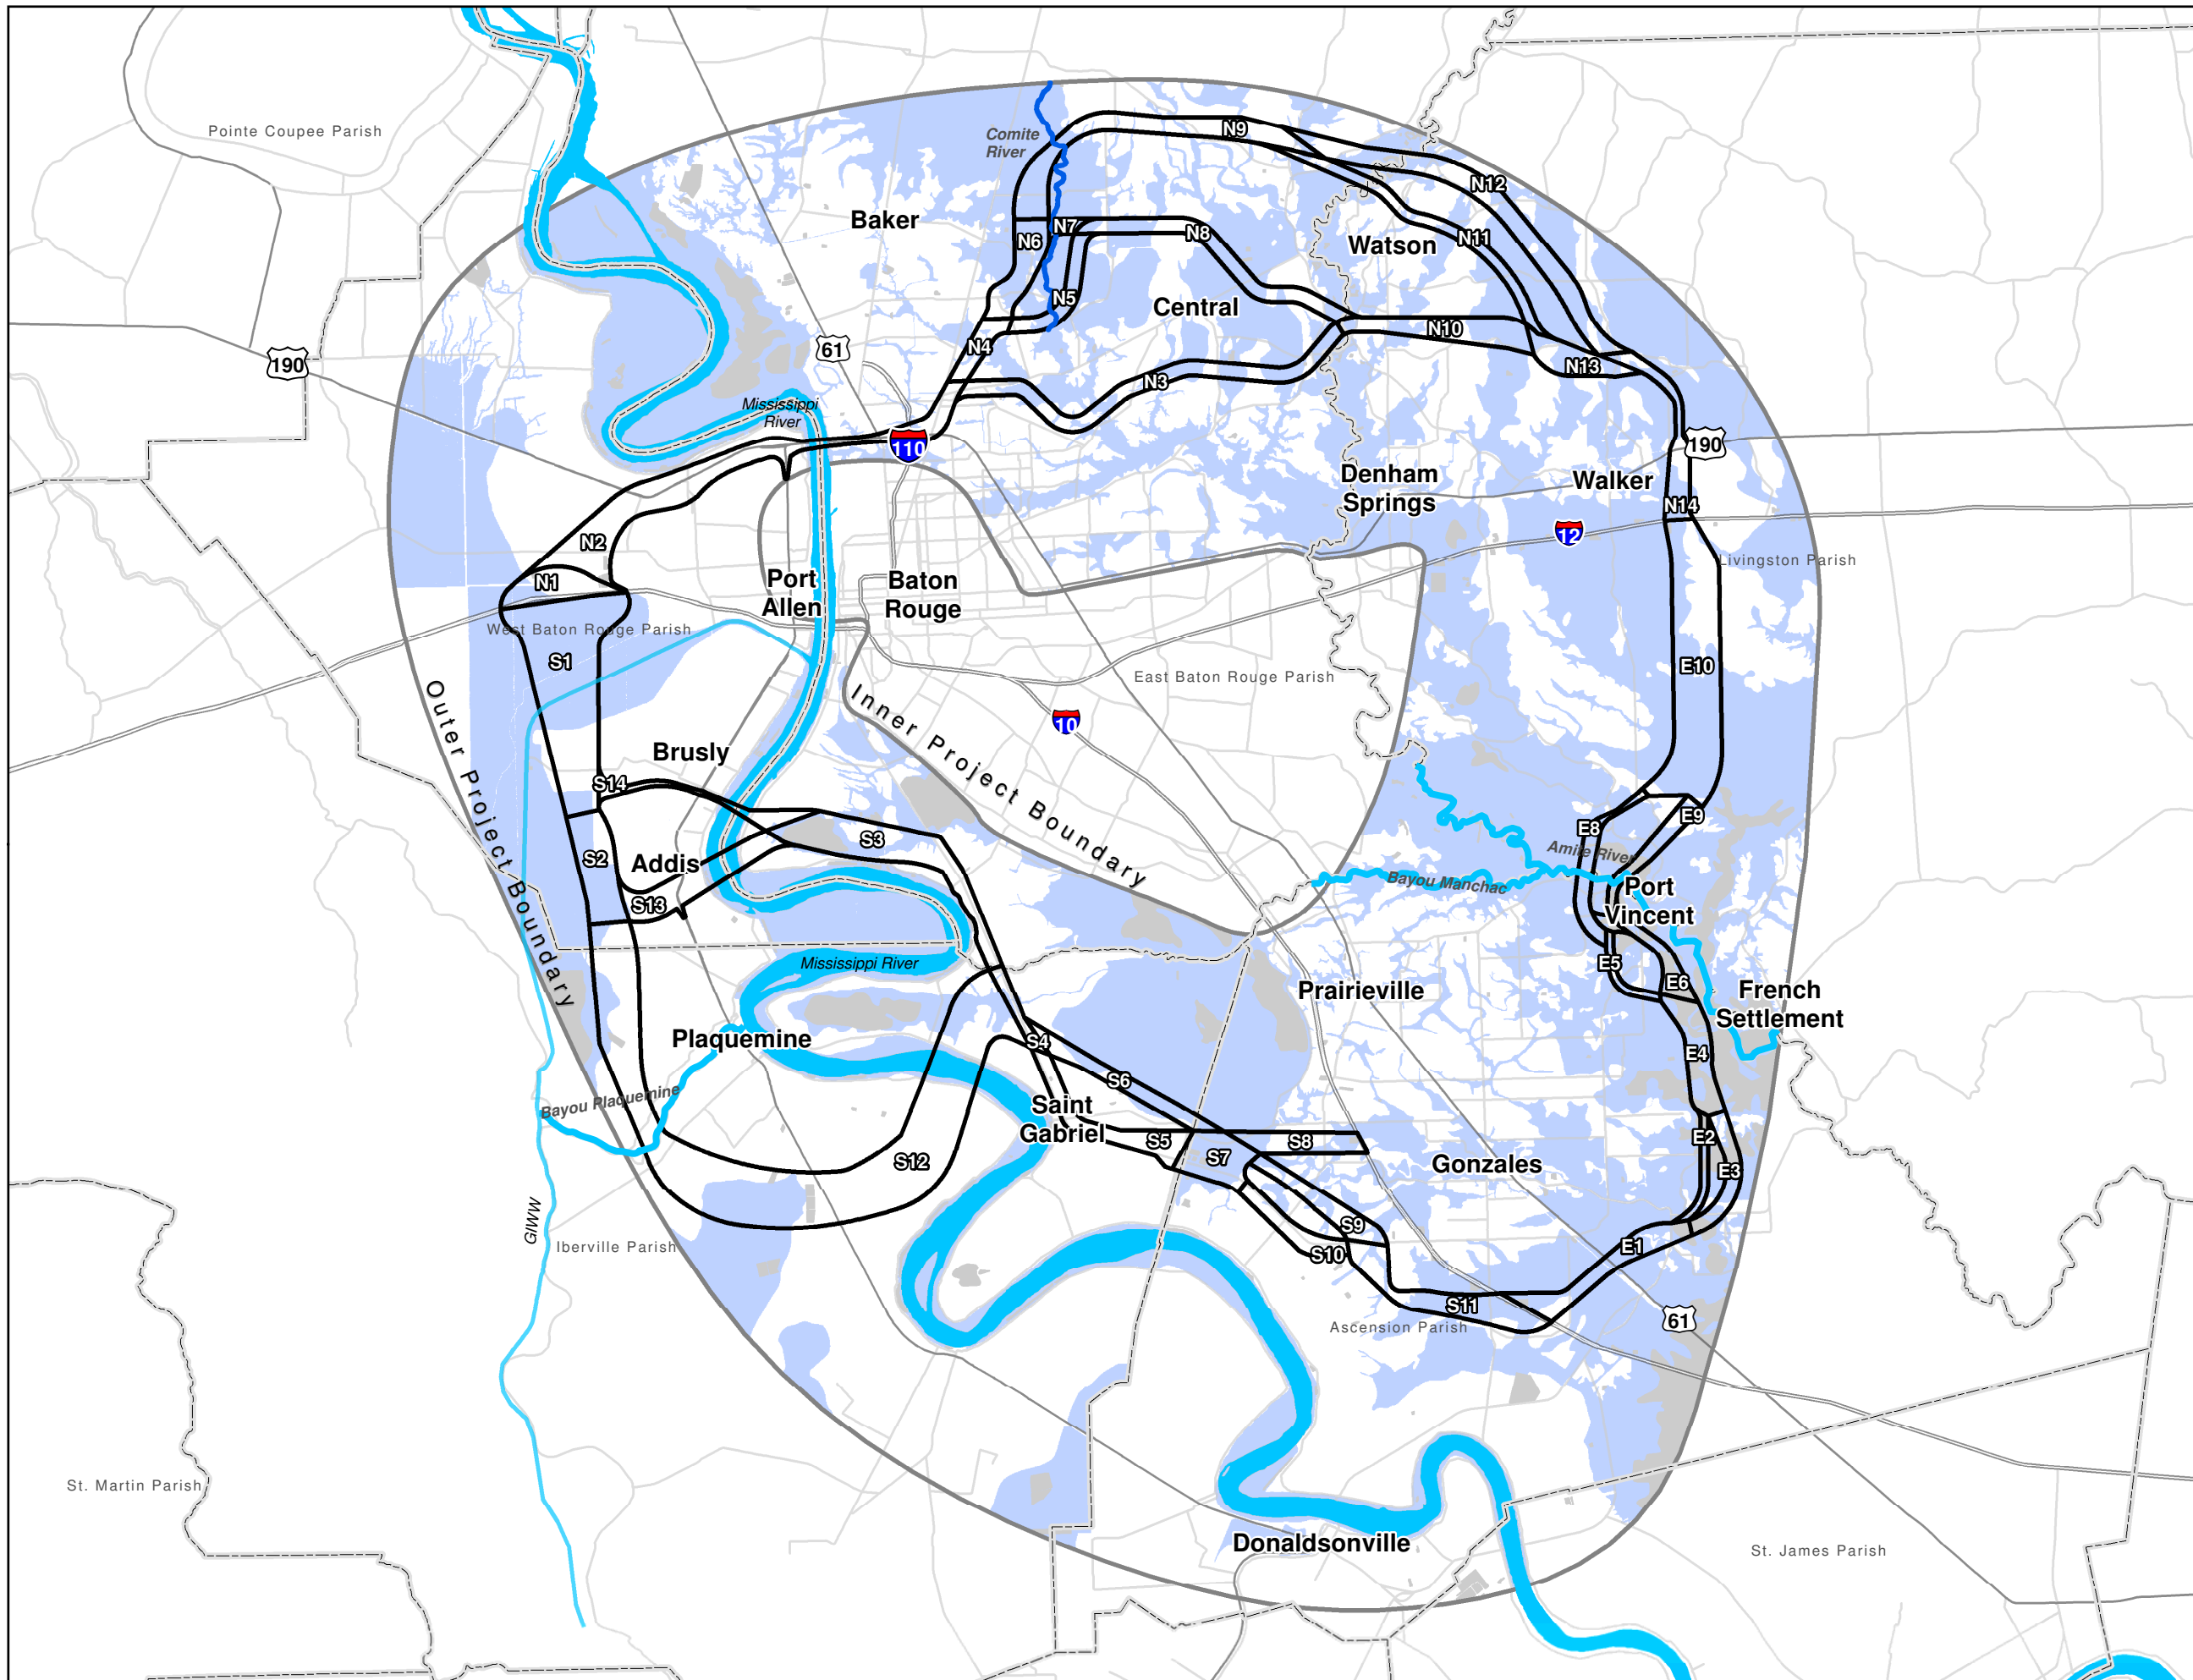 Pointe Coupee Parish
Comite
River
N9
N12
Baker
N7
N6
N8
Watson
N11
N5
Central
N10
61
N4
190
N13
N3
Mississippi
River
110
190
Denham
Springs
Walker
N14
12
N2
Livingston Parish
N1
Port
Allen
Baton
Rouge
West Baton Rouge Parish
S1
E10
East Baton Rouge Parish
Outer Project Boundary
Inner Project Boundary
10
Brusly
S14
E9
E8
S3
Amite River
S2
Addis
Bayou Manchac
Port
Vincent
S13
Mississippi River
E5
E6
Prairieville
French
Settlement
Plaquemine
S4
E4
S6
Bayou Plaquemine
Saint
Gabriel
S5
S8
E2
S7
S12
Gonzales
E3
GIWW
S9
Iberville Parish
S10
E1
S11
Ascension Parish
61
St. Martin Parish
Donaldsonville
St. James Parish